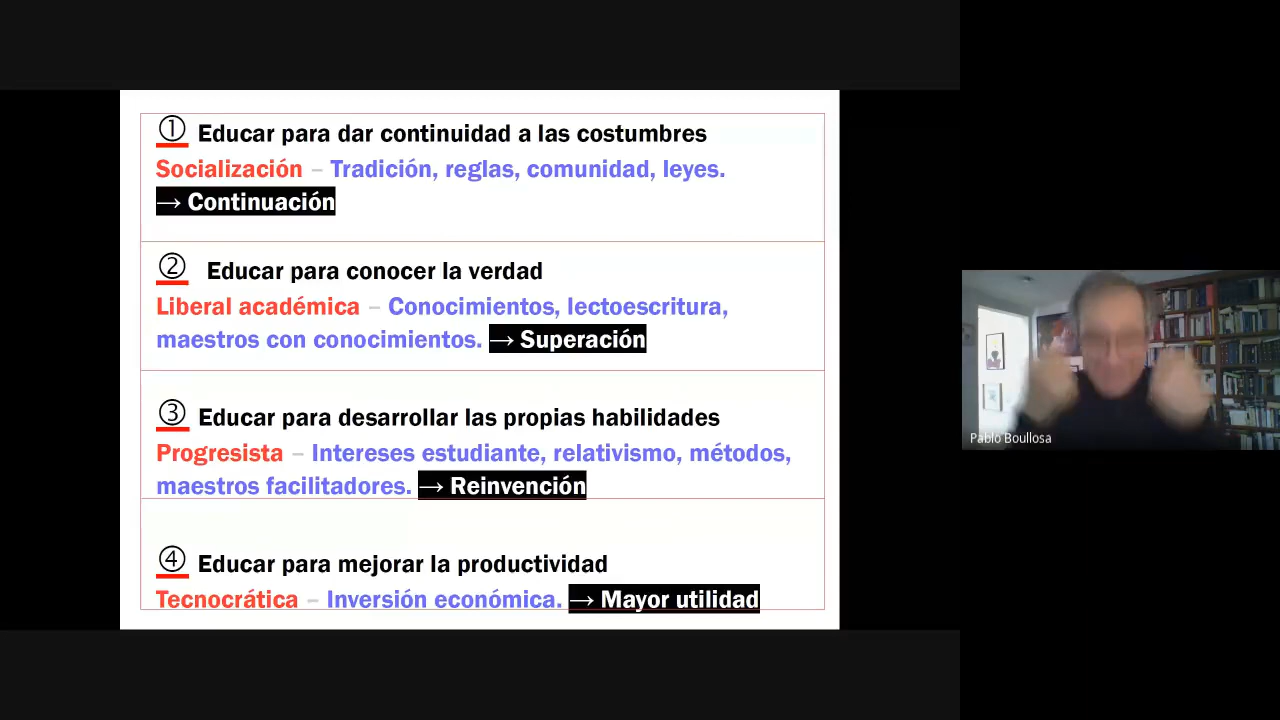 ① Educar para dar continuidad a las costumbres
Socialización – Tradición, reglas, comunidad, leyes.
→ Continuación
② Educar para conocer la verdad
Liberal académica – Conocimientos, lectoescritura,
maestros con conocimientos. → Superación
③ Educar para desarrollar las propias habilidades
Progresista – Intereses estudiante, relativismo, métodos,
maestros facilitadores. → Reinvención
④ Educar para mejorar la productividad
Tecnocrática – Inversión económica. → Mayor utilidad
Pablo Boullosa